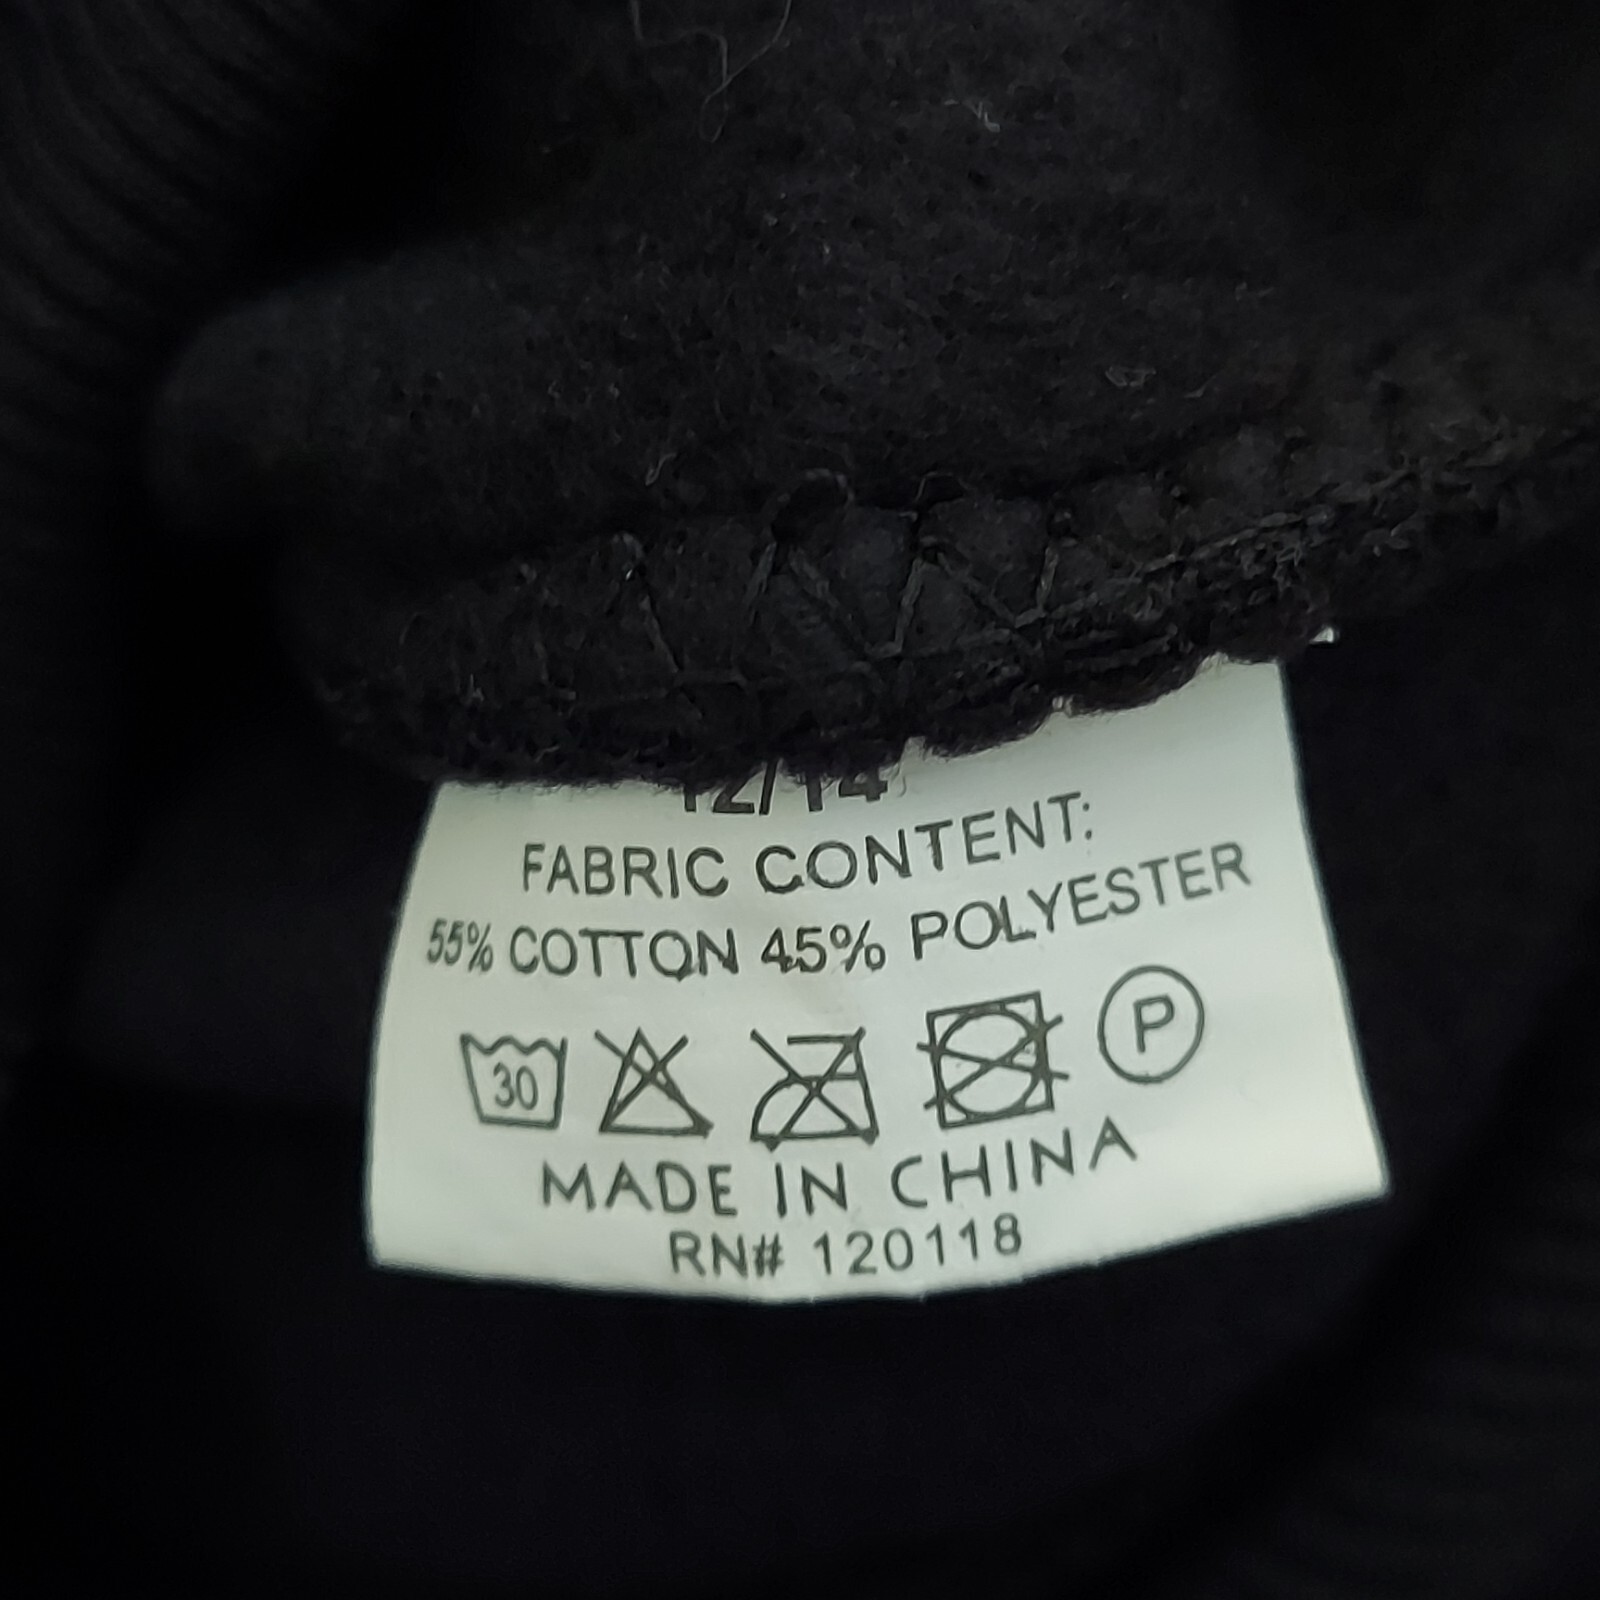 12/14
FABRIC CONTENT:
55% COTTON 45% POLYESTER
30 P
MADE IN CHINA
RN# 120118